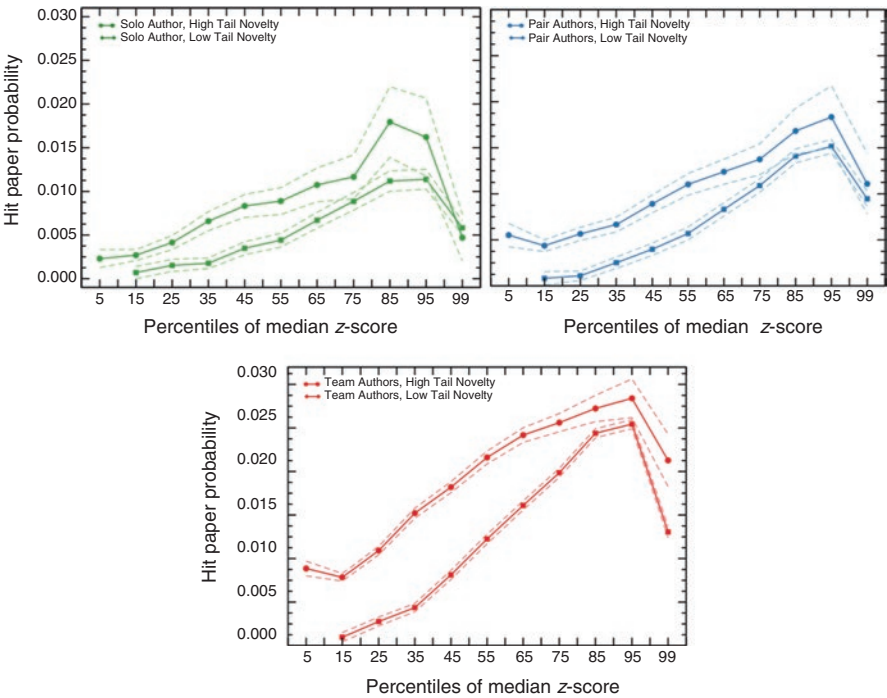 0.030
0.025
0.020
0.015
0.010
0.005
0.000
Hit paper probability
Solo Author, High Tail Novelty
Solo Author, Low Tail Novelty
5 15 25 35 45 55 65 75 85 95 99
Percentiles of median z-score
Pair Authors, High Tail Novelty
Pair Authors, Low Tail Novelty
5 15 25 35 45 55 65 75 85 95 99
Percentiles of median z-score
0.030
0.025
0.020
0.015
0.010
0.005
0.000
Hit paper probability
Team Authors, High Tail Novelty
Team Authors, Low Tail Novelty
5 15 25 35 45 55 65 75 85 95 99
Percentiles of median z-score